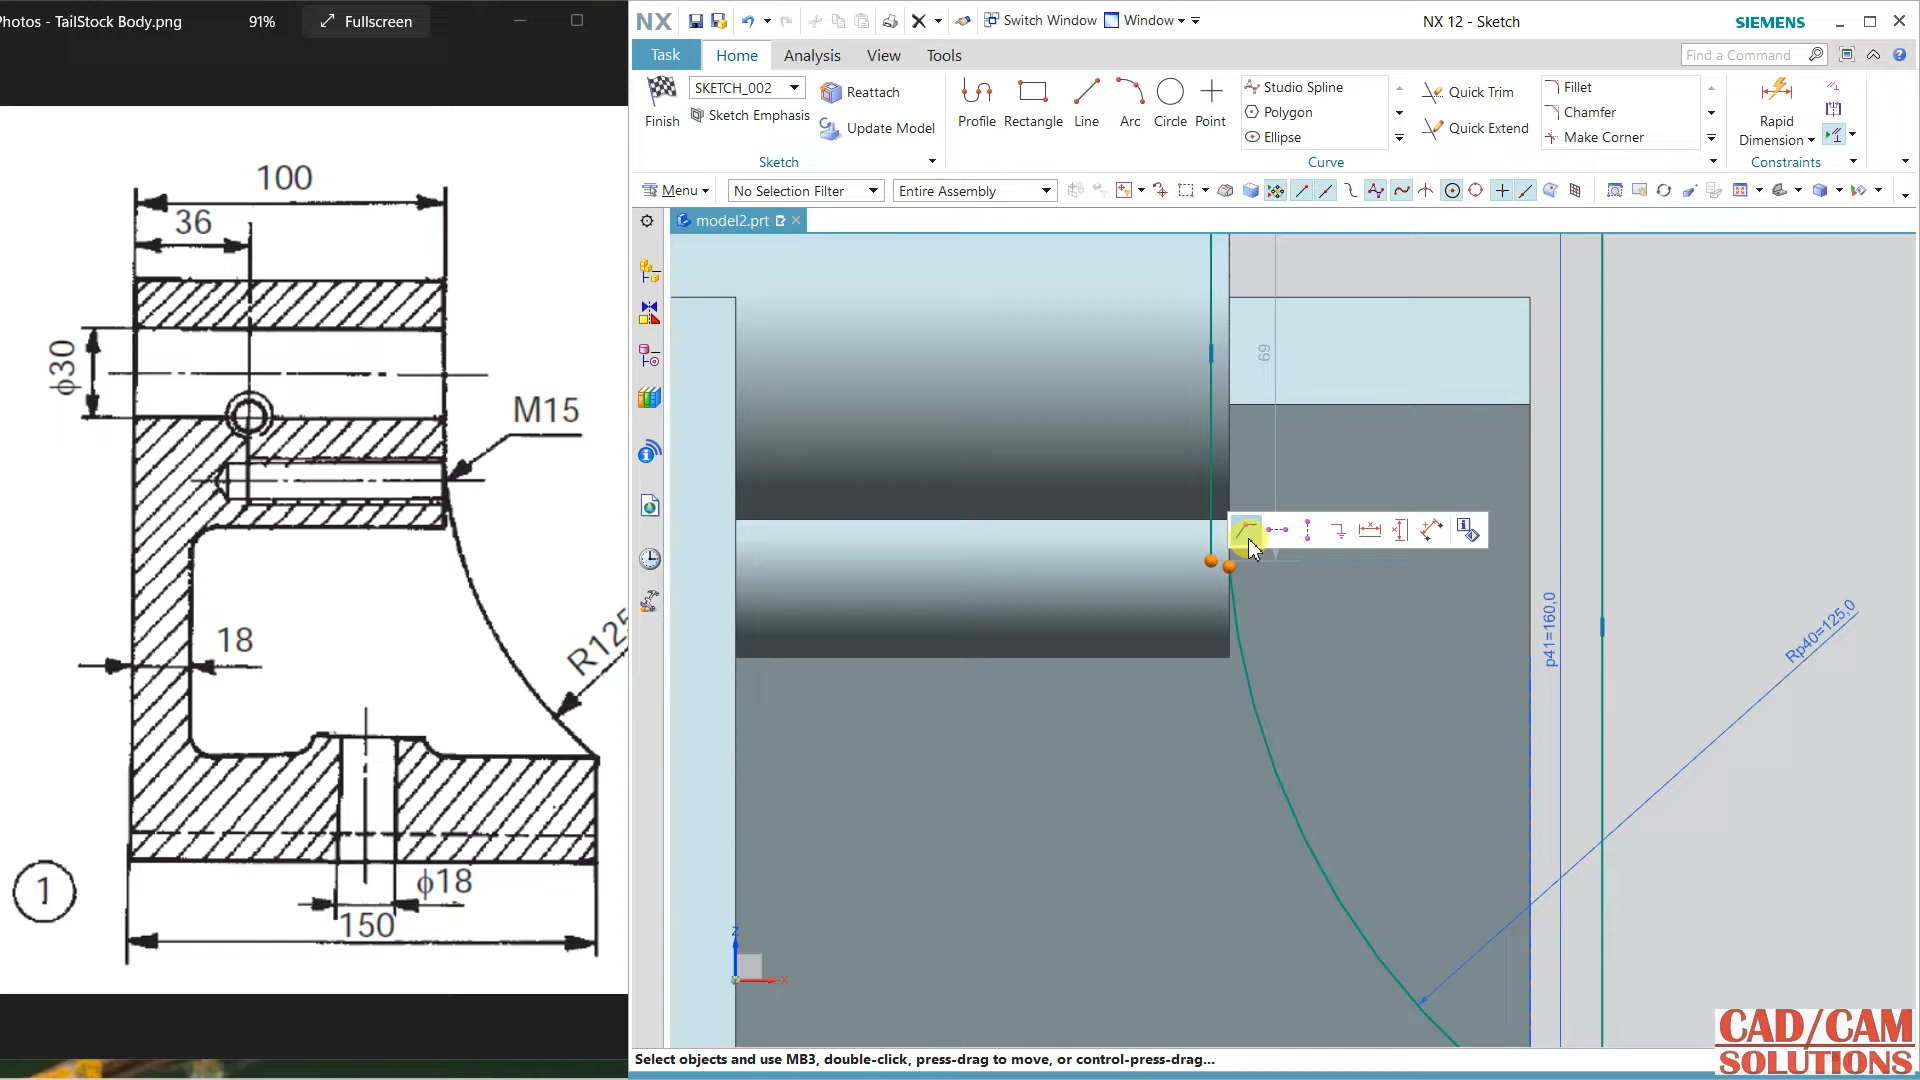 Photos - TailStock Body.png
91%
Fullscreen
100
36
ϕ30
M15
18
R125
ϕ18
150
1
NX
Switch Window
Window
NX 12 - Sketch
SIEMENS
Task
Home
Analysis
View
Tools
Find a Command
Finish
SKETCH_002
Sketch Emphasis
Reattach
Update Model
Sketch
Profile
Rectangle
Line
Arc
Circle
Point
Studio Spline
Polygon
Ellipse
Quick Trim
Quick Extend
Fillet
Chamfer
Make Corner
Curve
Rapid
Dimension
Constraints
Menu
No Selection Filter
Entire Assembly
model2.prt
69
p41=160,0
Rp40=125,0
Z
X
Select objects and use MB3, double-click, press-drag to move, or control-press-drag...
CAD/CAM
SOLUTIONS